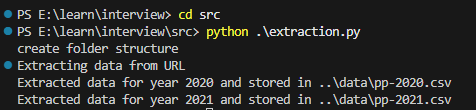 PS E:\learn\interview> cd src
PS E:\learn\interview\src> python .\extraction.py
create folder structure
Extracting data from URL
Extracted data for year 2020 and stored in ..\data\pp-2020.csv
Extracted data for year 2021 and stored in ..\data\pp-2021.csv